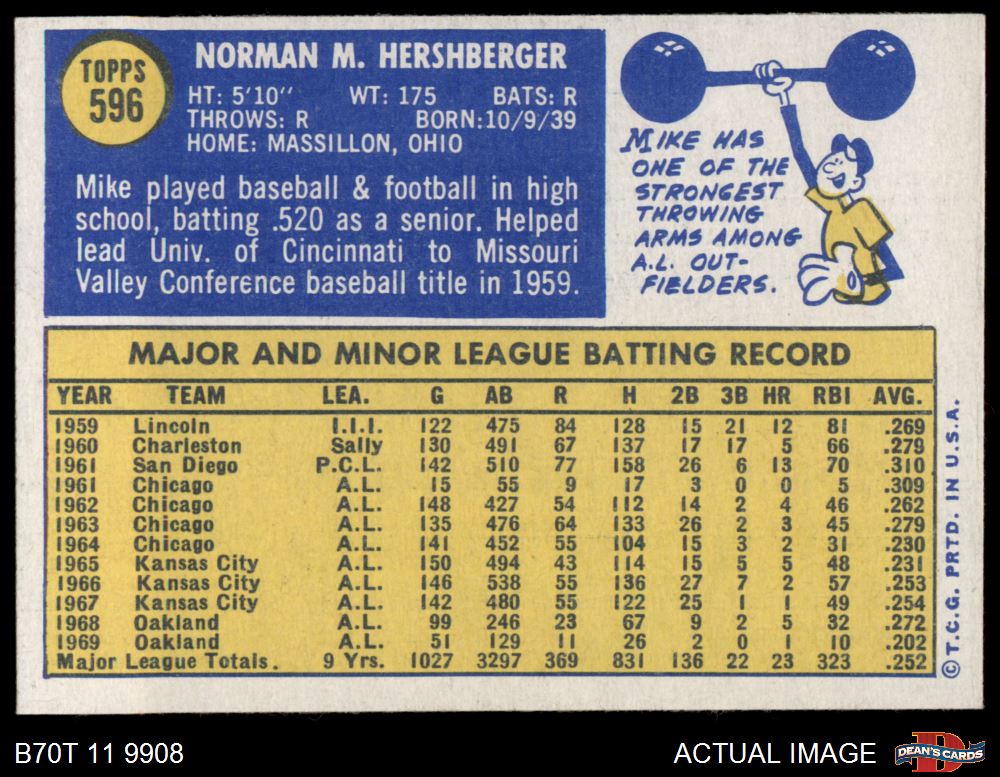 TOPPS
596
NORMAN M. HERSHBERGER
HT: 5'10" WT: 175 BATS: R
THROWS: R BORN:10/9/39
HOME: MASSILLON, OHIO
Mike played baseball & football in high
school, batting .520 as a senior. Helped
lead Univ. of Cincinnati to Missouri
Valley Conference baseball title in 1959.
MIKE HAS
ONE OF THE
STRONGEST
THROWING
ARMS AMONG
A.L. OUT-
FIELDERS.
MAJOR AND MINOR LEAGUE BATTING RECORD
YEAR TEAM LEA. G AB R H 2B 3B HR RBI AVG.
1959 Lincoln I.I.I. 122 475 84 128 15 21 12 81 .269
1960 Charleston Sally 130 491 67 137 17 17 5 66 .279
1961 San Diego P.C.L. 142 510 77 158 26 6 13 70 .310
1961 Chicago A.L. 15 55 9 17 3 0 0 5 .309
1962 Chicago A.L. 148 427 54 112 14 2 4 46 .262
1963 Chicago A.L. 135 476 64 133 26 2 3 45 .279
1964 Chicago A.L. 141 452 55 104 15 3 2 31 .230
1965 Kansas City A.L. 150 494 43 114 15 5 5 48 .231
1966 Kansas City A.L. 146 538 55 136 27 7 2 57 .253
1967 Kansas City A.L. 142 480 55 122 25 1 1 49 .254
1968 Oakland A.L. 99 246 23 67 9 2 5 32 .272
1969 Oakland A.L. 51 129 11 26 2 0 1 10 .202
Major League Totals. 9 Yrs. 1027 3297 369 831 136 22 23 323 .252
©T.C.G. PRTD. IN U.S.A.
B70T 11 9908
ACTUAL IMAGE
DEAN'S CARDS